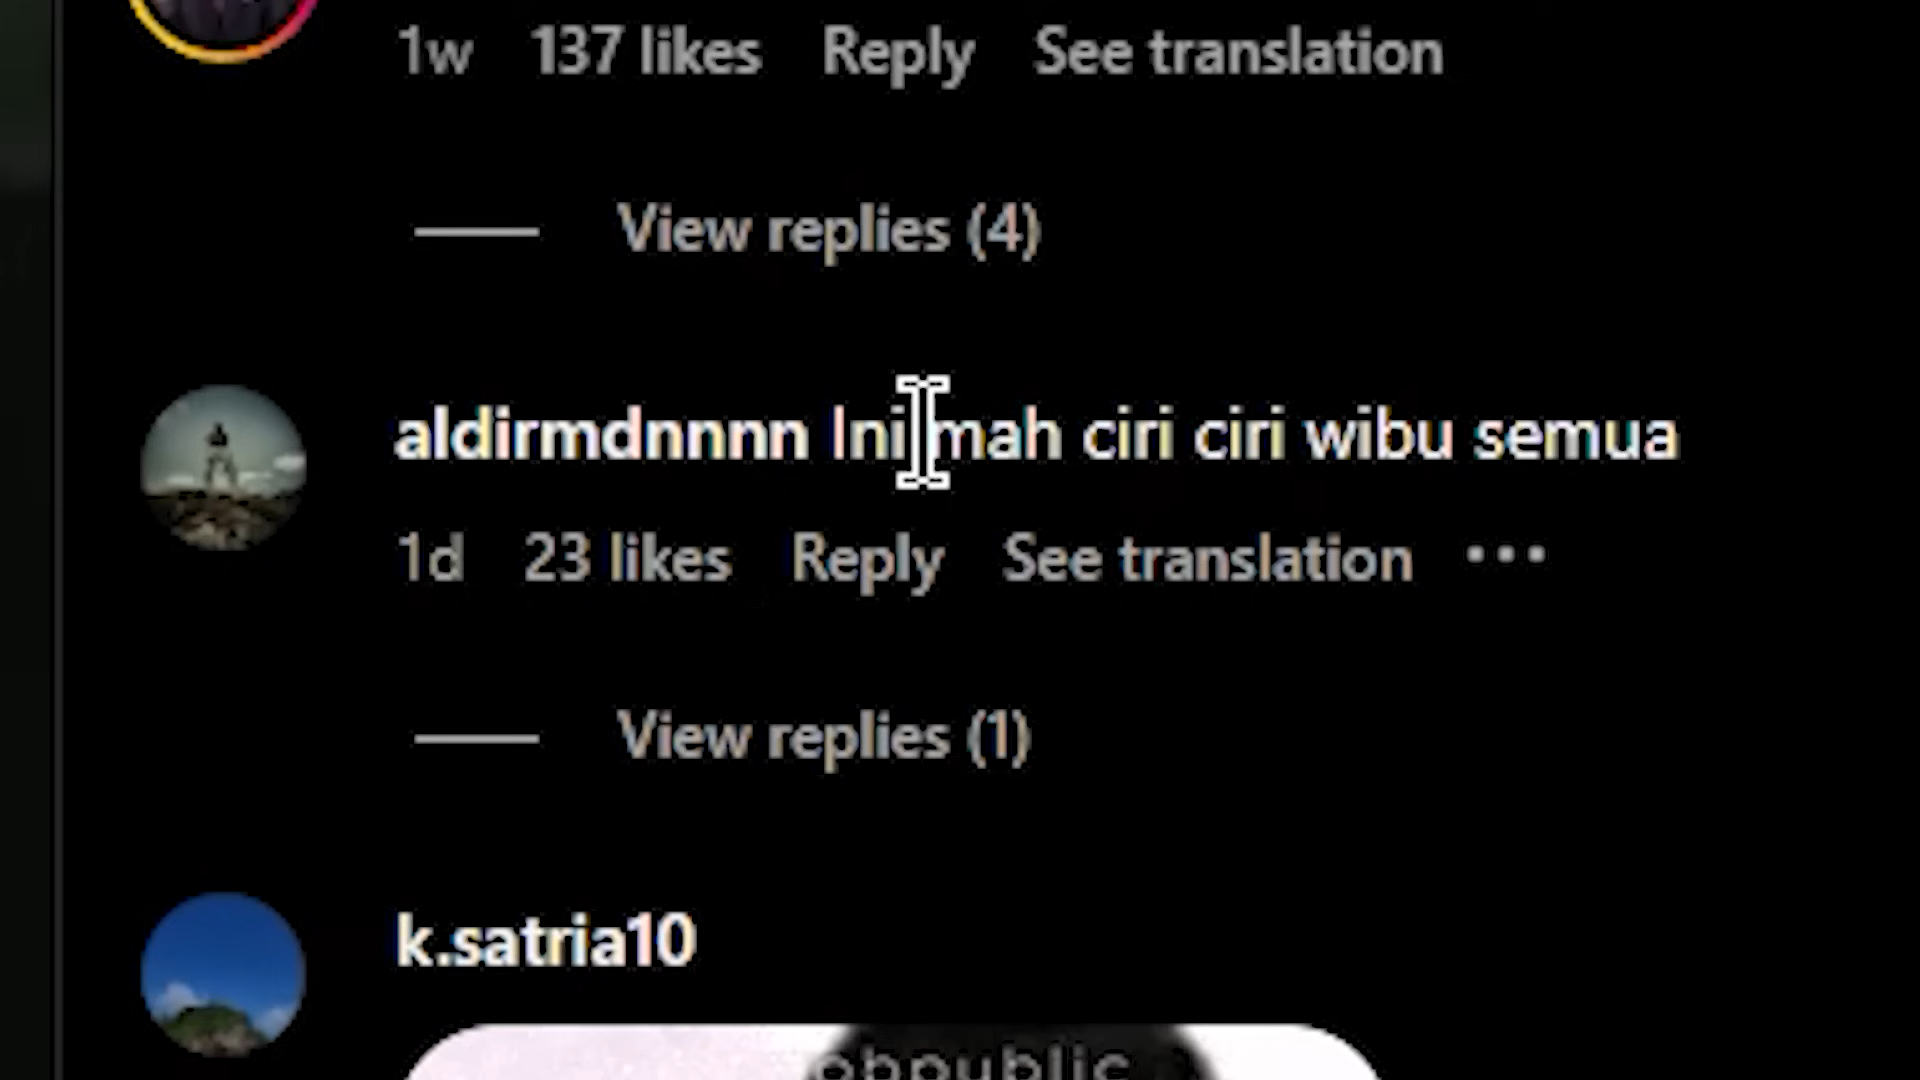 1w 137 likes Reply See translation
View replies (4)
aldirmdnnnn Ini mah ciri ciri wibu semua
1d 23 likes Reply See translation •••
View replies (1)
k.satria10